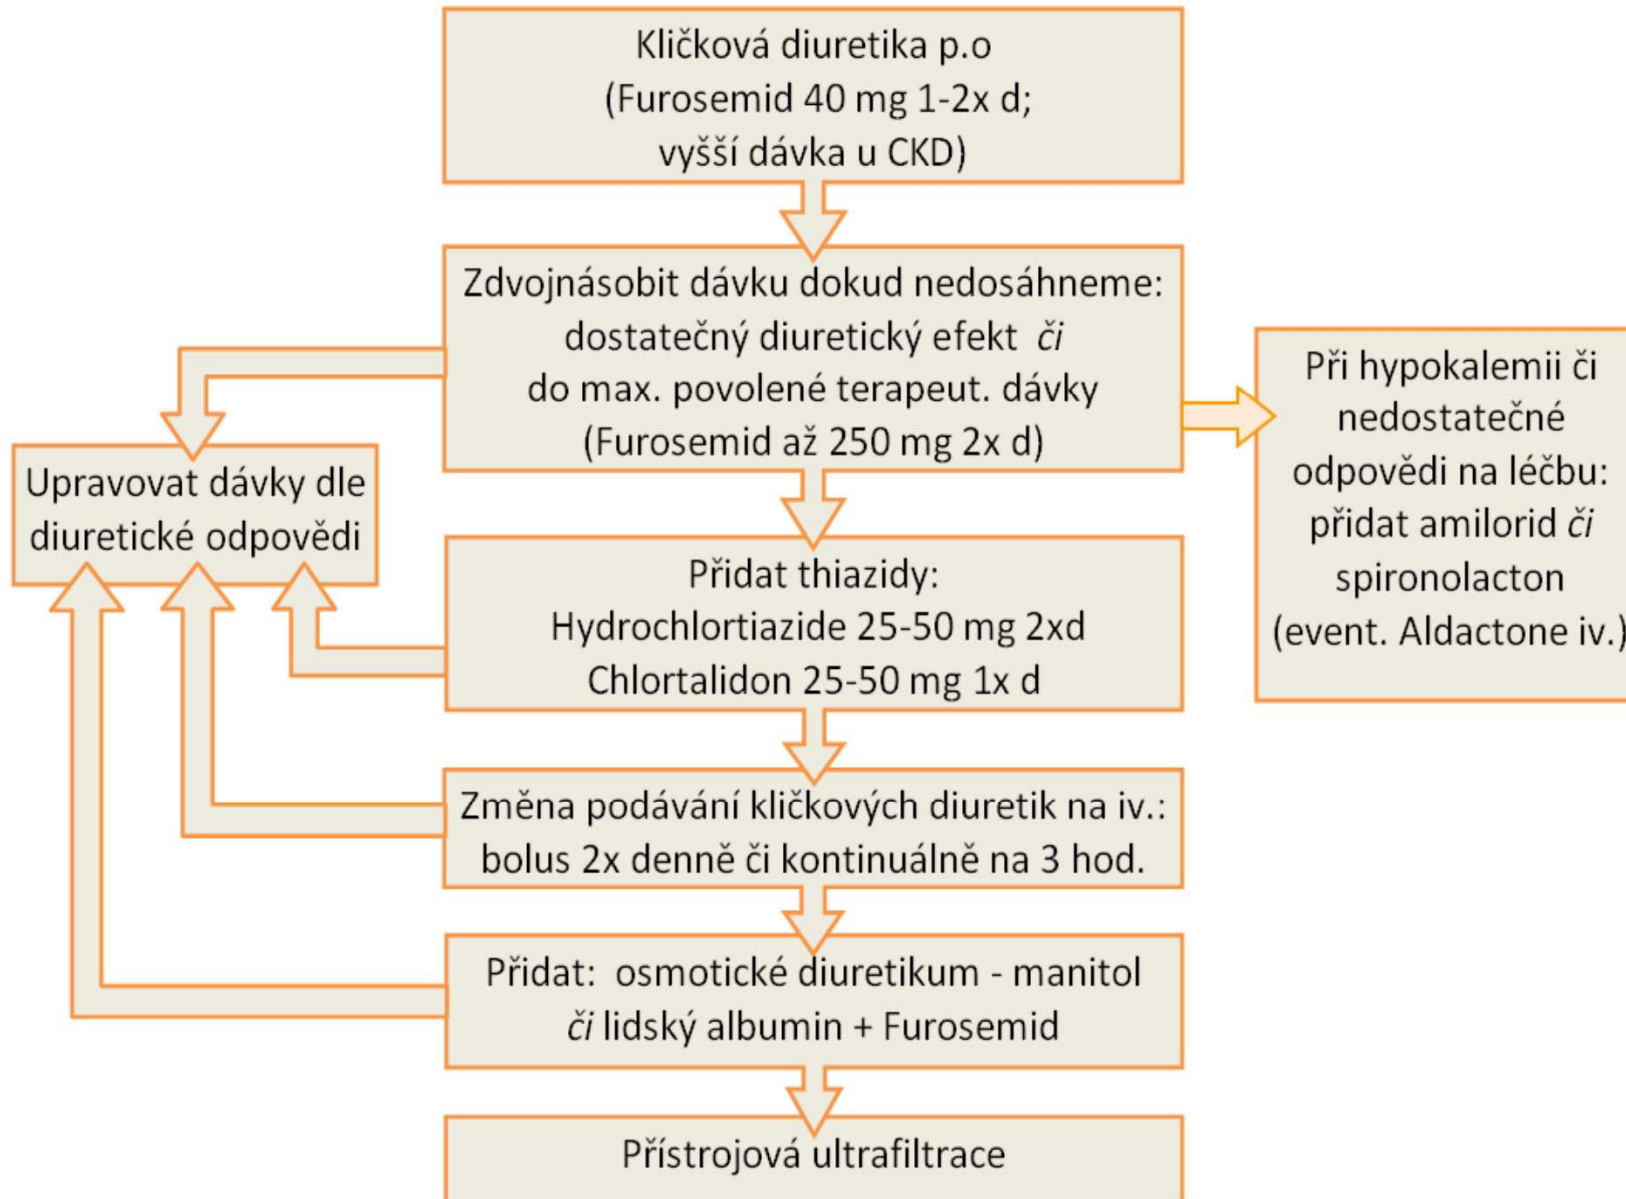 Kličková diuretika p.o
(Furosemid 40 mg 1-2x d;
vyšší dávka u CKD)
Zdvojnásobit dávku dokud nedosáhneme:
dostatečný diuretický efekt či
do max. povolené terapeut. dávky
(Furosemid až 250 mg 2x d)
Při hypokalemii či
nedostatečné
odpovědi na léčbu:
přidat amilorid či
spironolacton
(event. Aldactone iv.)
Upravovat dávky dle
diuretické odpovědi
Přidat thiazidy:
Hydrochlortiazide 25-50 mg 2xd
Chlortalidon 25-50 mg 1x d
Změna podávání kličkových diuretik na iv.:
bolus 2x denně či kontinuálně na 3 hod.
Přidat: osmotické diuretikum - manitol
či lidský albumin + Furosemid
Přístrojová ultrafiltrace